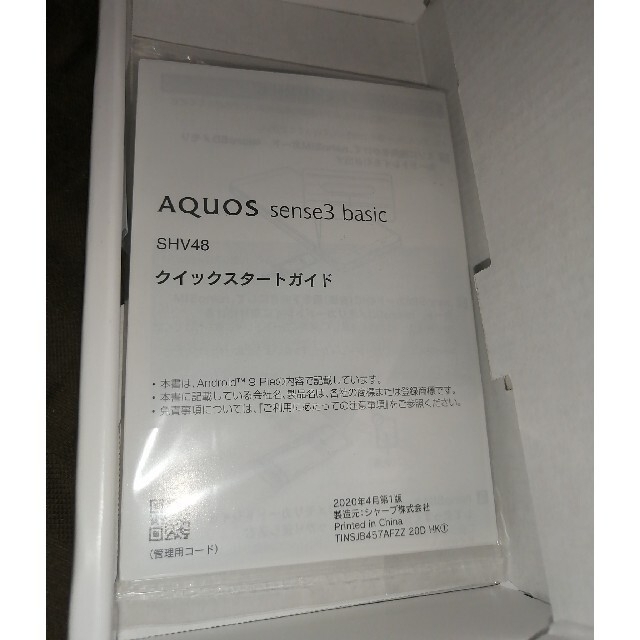 AQUOS sense3 basic
SHV48
クイックスタートガイド
・本書は、Android™ 9 Pieの内容で記載しています。
・本書に記載している会社名、製品名は、各社の商標または登録商標です。
・免責事項については、『ご利用にあたっての注意事項』をご参照ください。
2020年4月第1版
製造元:シャープ株式会社
Printed in China
TINSJB457AFZZ 20D HK①
(管理用コード)